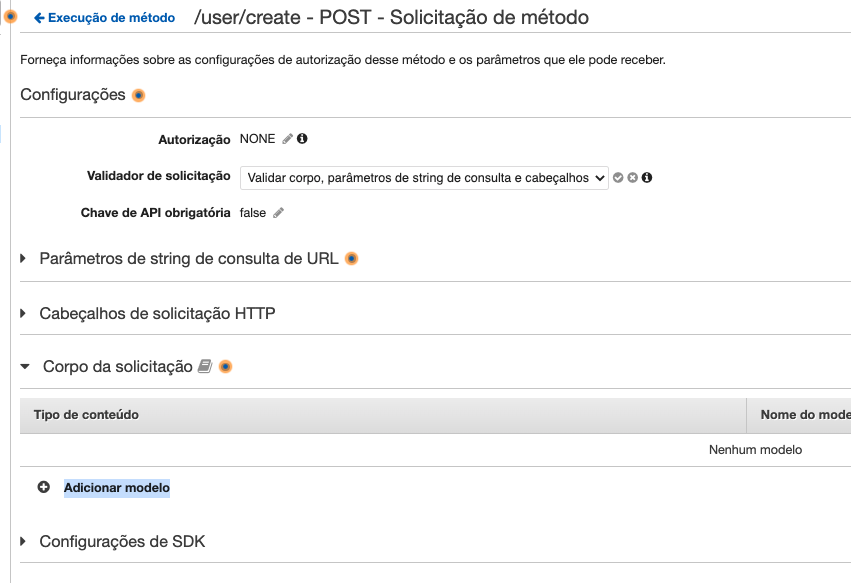 Execução de método /user/create - POST - Solicitação de método
Forneça informações sobre as configurações de autorização desse método e os parâmetros que ele pode receber.
Configurações
Autorização NONE
Validador de solicitação Validar corpo, parâmetros de string de consulta e cabeçalhos
Chave de API obrigatória false
Parâmetros de string de consulta de URL
Cabeçalhos de solicitação HTTP
Corpo da solicitação
Tipo de conteúdo Nome do mode
Nenhum modelo
Adicionar modelo
Configurações de SDK